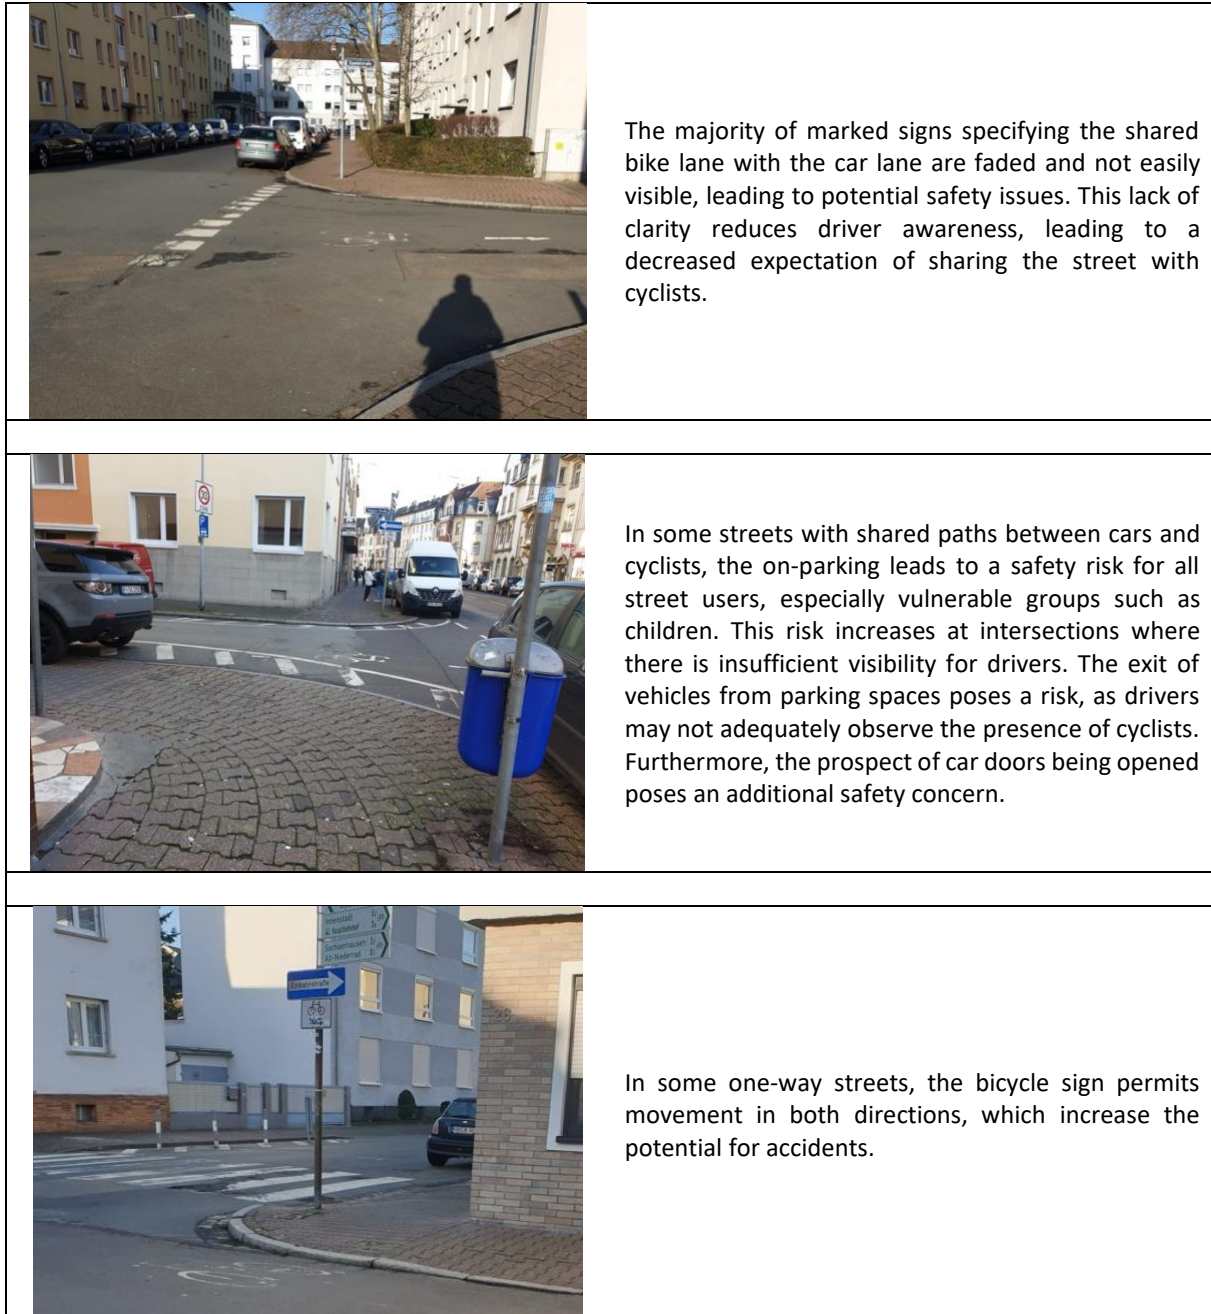 The majority of marked signs specifying the shared
bike lane with the car lane are faded and not easily
visible, leading to potential safety issues. This lack of
clarity reduces driver awareness, leading to a
decreased expectation of sharing the street with
cyclists.
30
P
In some streets with shared paths between cars and
cyclists, the on-parking leads to a safety risk for all
street users, especially vulnerable groups such as
children. This risk increases at intersections where
there is insufficient visibility for drivers. The exit of
vehicles from parking spaces poses a risk, as drivers
may not adequately observe the presence of cyclists.
Furthermore, the prospect of car doors being opened
poses an additional safety concern.
Innenstadt
Hauptbahnhof
Sachsenhausen
Alt-Niederrad
Einbahnstraße
28
In some one-way streets, the bicycle sign permits
movement in both directions, which increase the
potential for accidents.